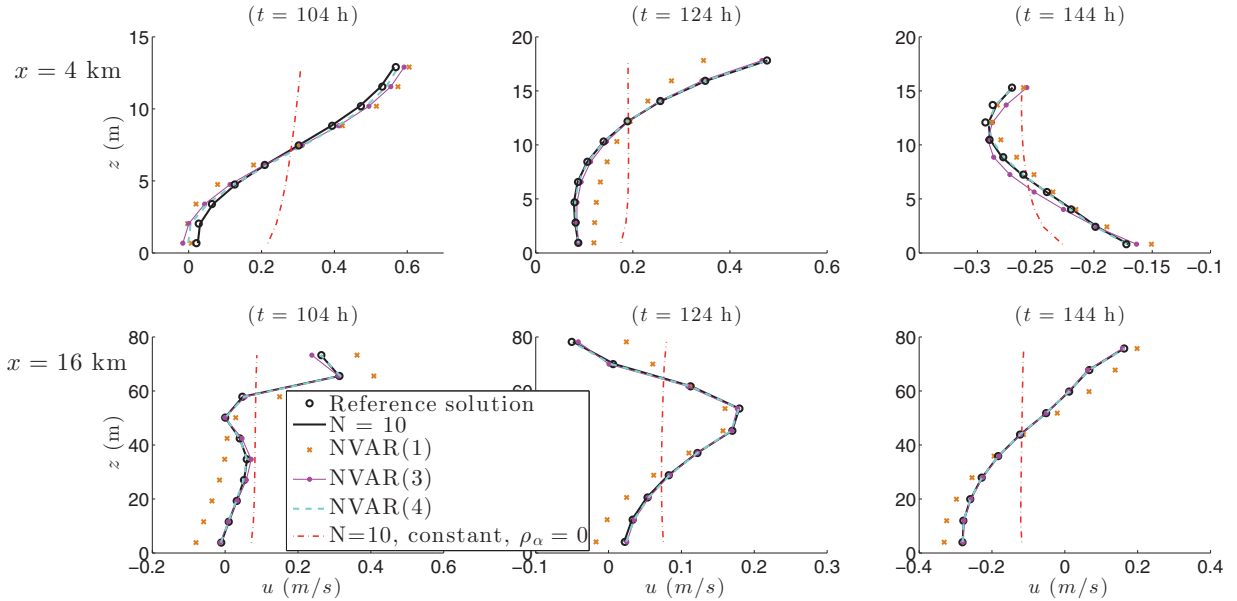 (t = 104 h) (t = 124 h) (t = 144 h)
x = 4 km
z (m)
15
10
5
0
0 0.2 0.4 0.6
20
15
10
5
0
0 0.2 0.4 0.6
20
15
10
5
0
−0.3 −0.25 −0.2 −0.15 −0.1
(t = 104 h) (t = 124 h) (t = 144 h)
x = 16 km
z (m)
80
60
40
20
0
−0.2 0 0.2 0.4 0.6
u (m/s)
80
60
0
−0.1 0 0.1 0.2 0.3
u (m/s)
80
60
40
20
0
−0.4 −0.2 0 0.2 0.4
u (m/s)
Reference solution
N = 10
NVAR(1)
NVAR(3)
NVAR(4)
N=10, constant, ρα = 0